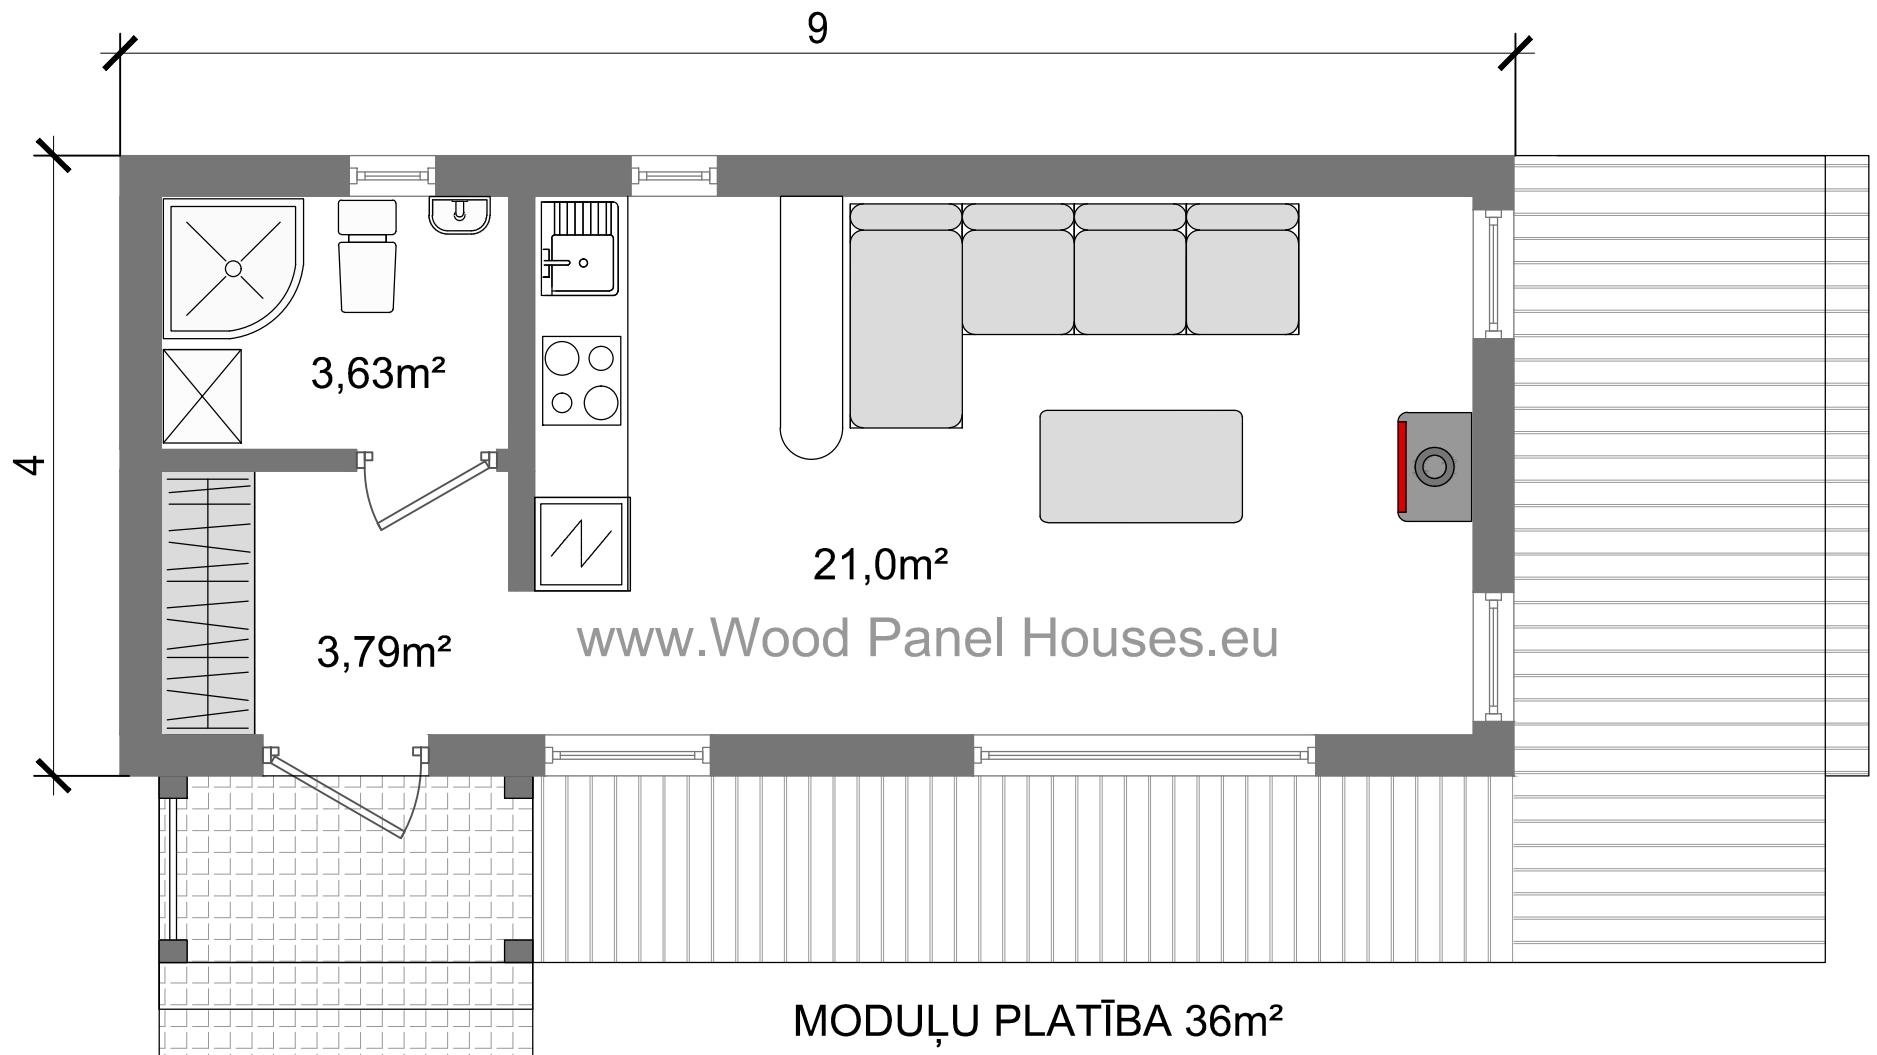 9
4
3,63m²
21,0m²
www.Wood Panel Houses.eu
3,79m²
MODUĻU PLATĪBA 36m²